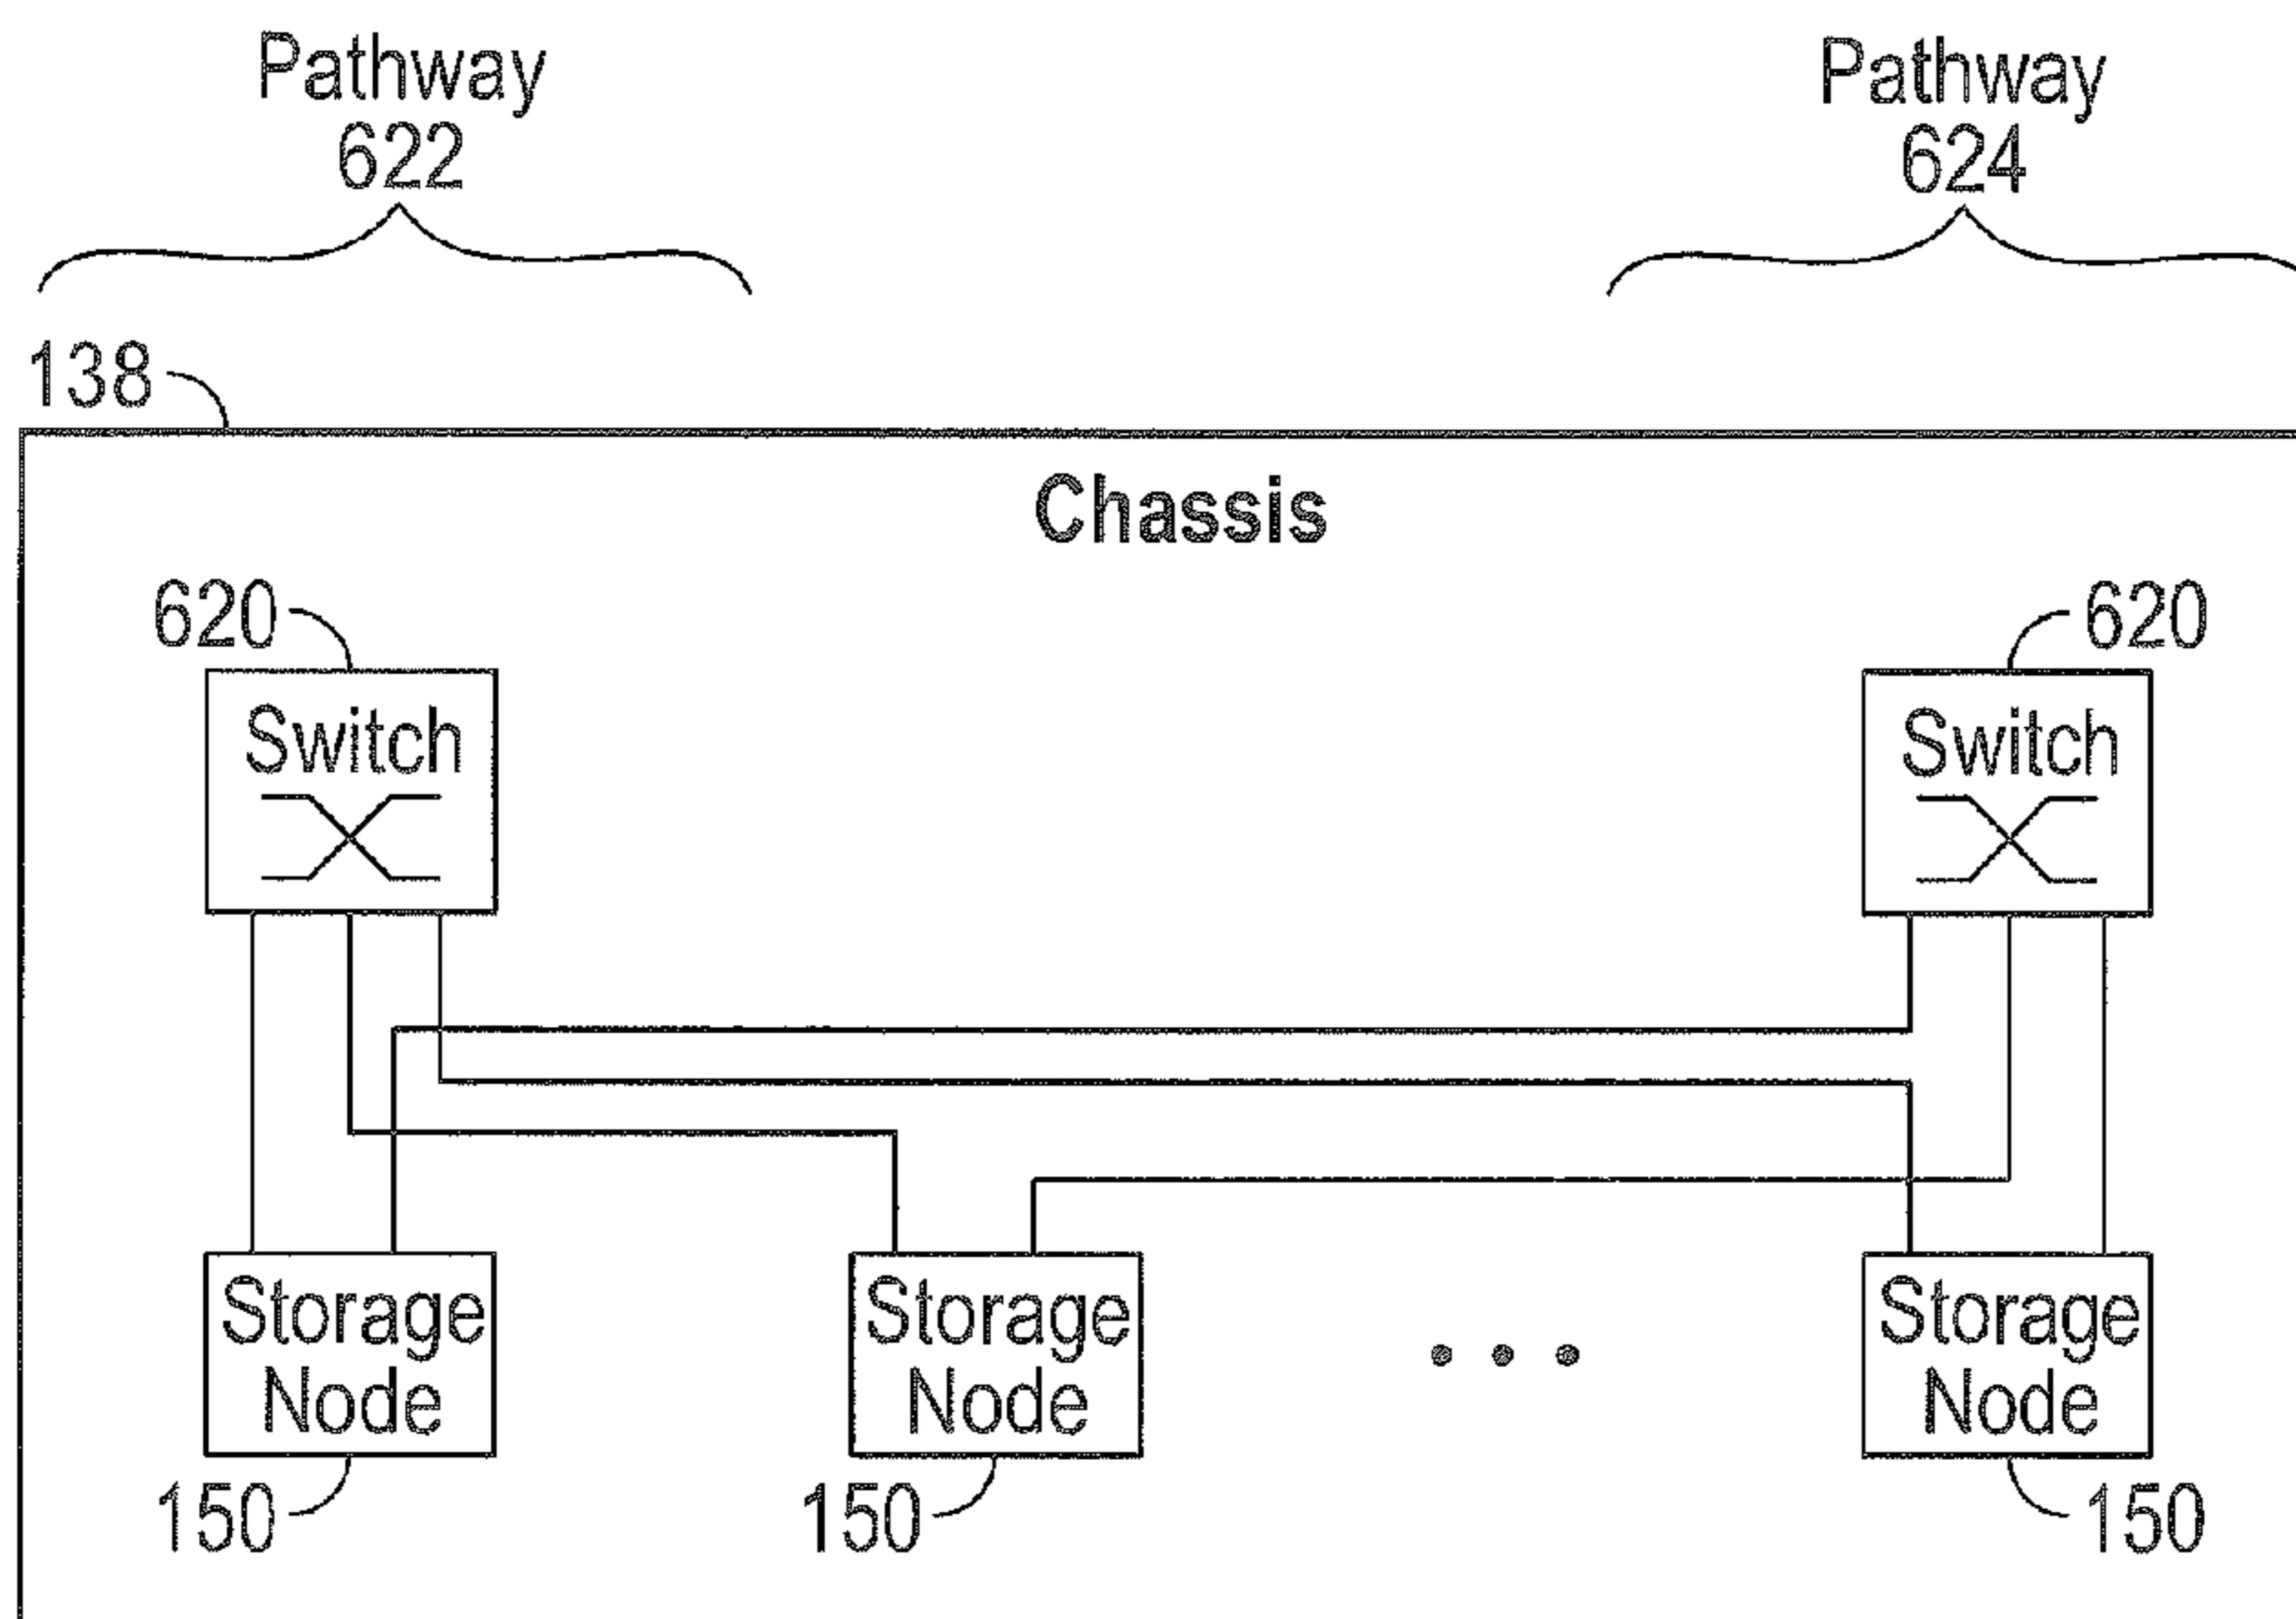 Pathway
622
Pathway
624
138
Chassis
620
620
Switch
Switch
Storage
Node
Storage
Node
Storage
Node
150
150
150